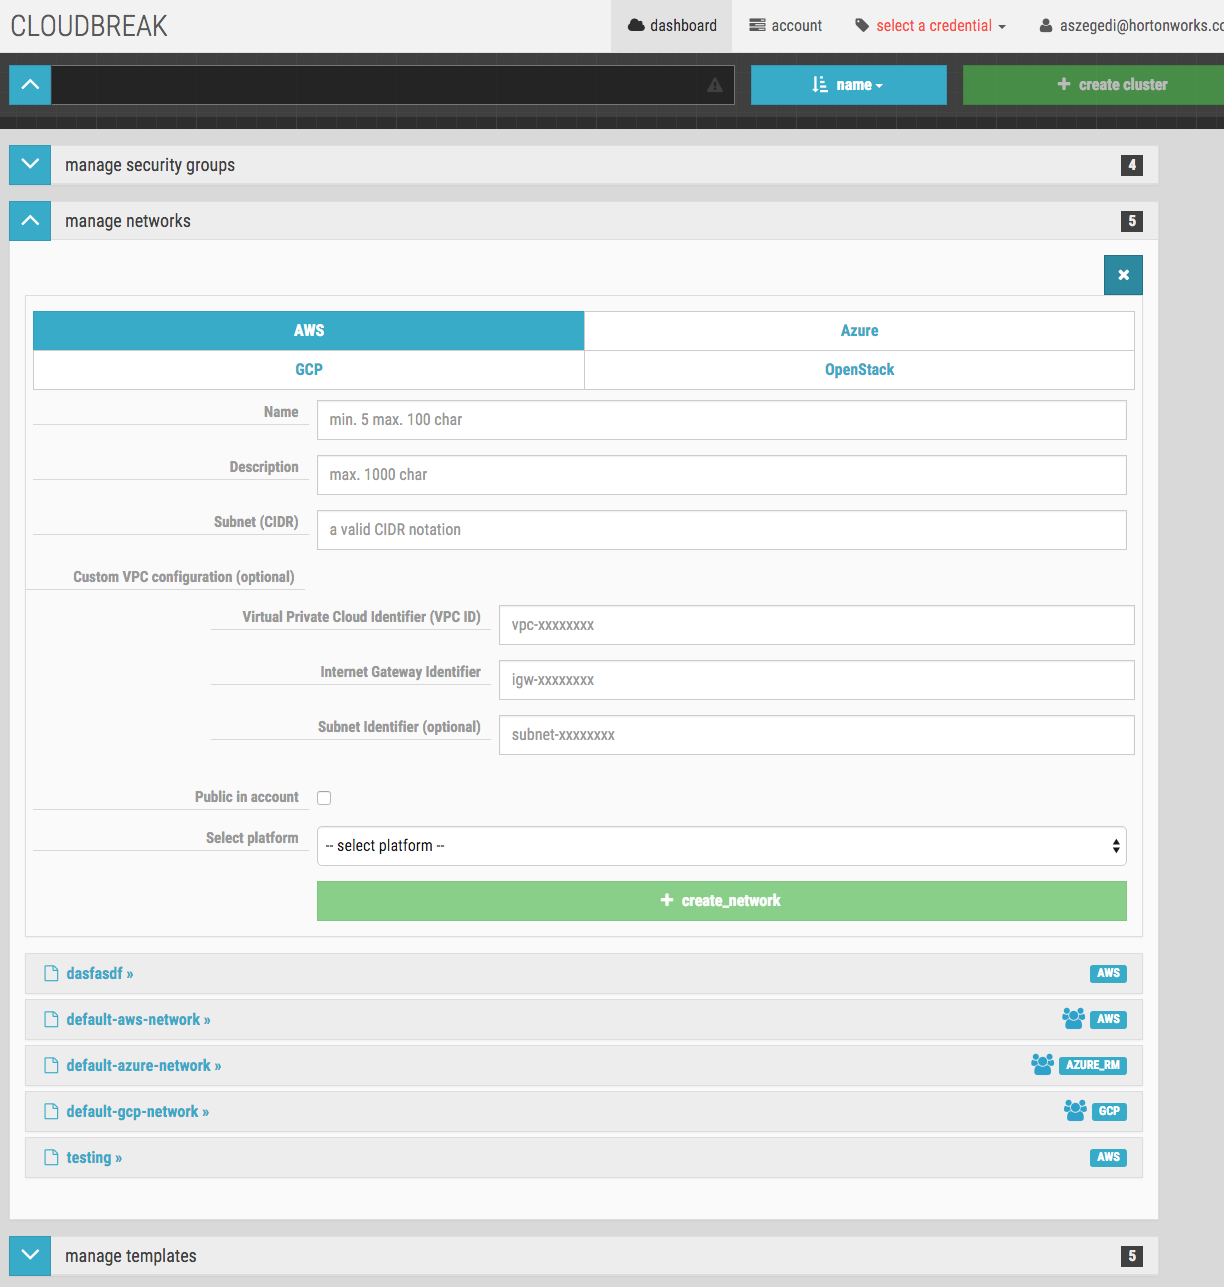 CLOUDBREAK
dashboard
account
select a credential
aszegedi@hortonworks.co
name
create cluster
manage security groups
4
manage networks
5
AWS
Azure
GCP
OpenStack
Name
min. 5 max. 100 char
Description
max. 1000 char
Subnet (CIDR)
a valid CIDR notation
Custom VPC configuration (optional)
Virtual Private Cloud Identifier (VPC ID)
vpc-xxxxxxxx
Internet Gateway Identifier
igw-xxxxxxxx
Subnet Identifier (optional)
subnet-xxxxxxxx
Public in account
Select platform
-- select platform --
create_network
dasfasdf »
AWS
default-aws-network »
AWS
default-azure-network »
AZURE_RM
default-gcp-network »
GCP
testing »
AWS
manage templates
5